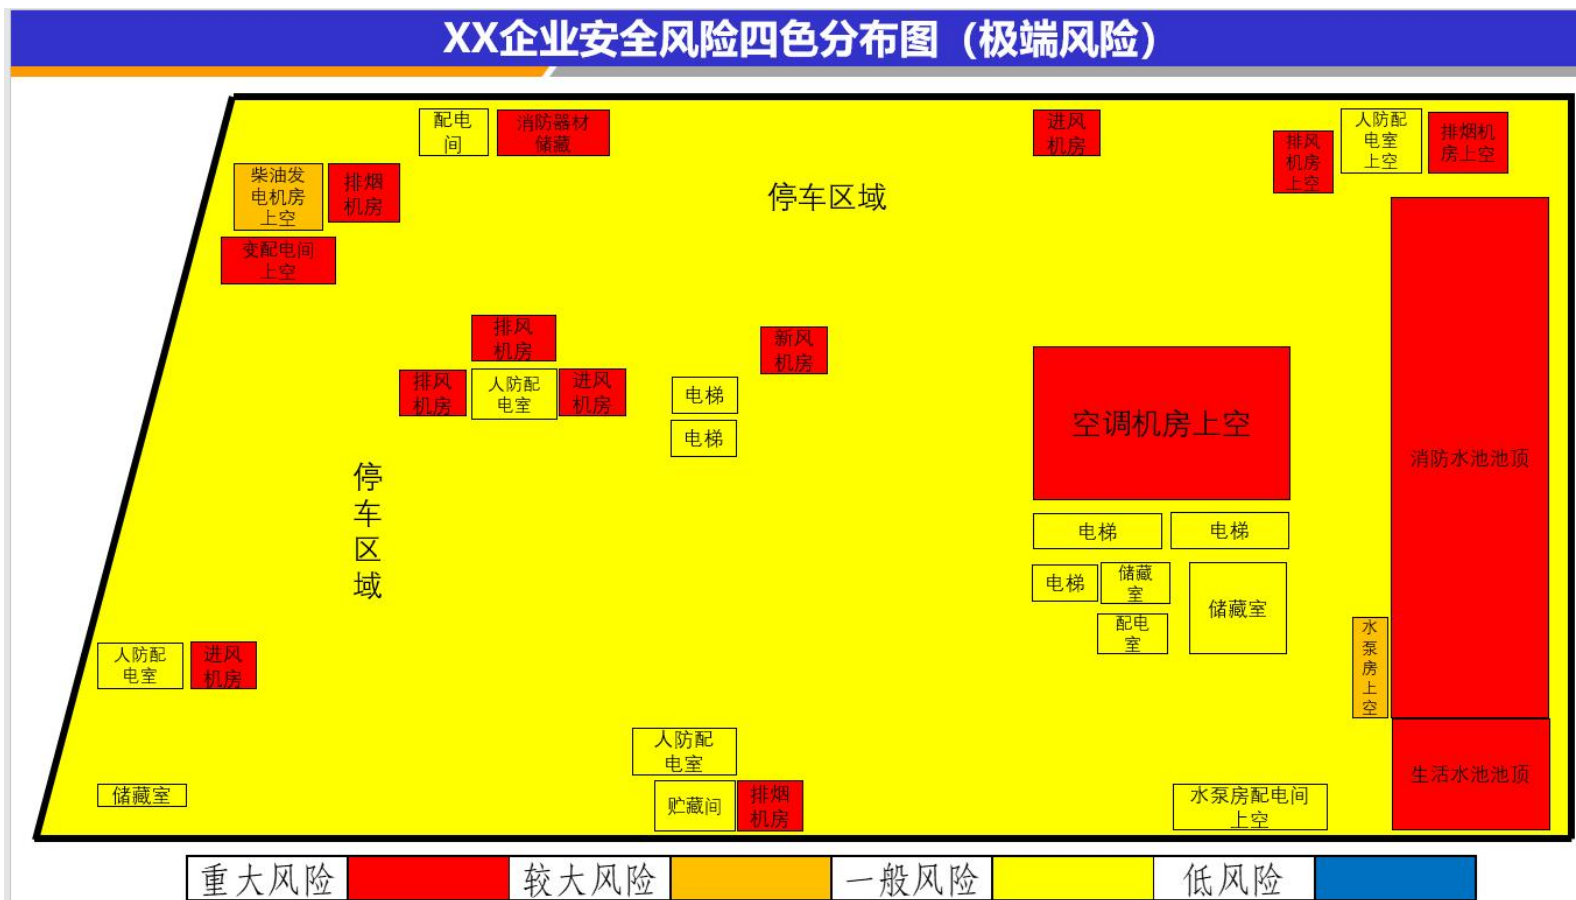 XX企业安全风险四色分布图（极端风险）
配电
间
消防器材
储藏
进风
机房
排风
机房
上空
人防配
电室
上空
排烟机
房上空
柴油发
电机房
上空
排烟
机房
停车区域
变配电间
上空
排风
机房
新风
机房
排风
机房
人防配
电室
进风
机房
电梯
电梯
空调机房上空
消防水池池顶
停
车
区
域
电梯
电梯
电梯
储藏
室
储藏室
配电
室
水
泵
房
上
空
人防配
电室
进风
机房
人防配
电室
生活水池池顶
储藏室
贮藏间
排烟
机房
水泵房配电间
上空
重大风险
较大风险
一般风险
低风险